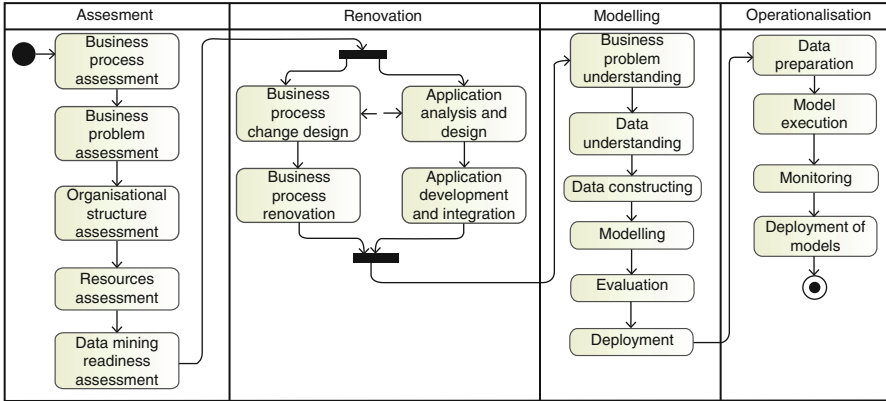 Assesment
Business
process
assessment
Business
problem
assessment
Organisational
structure
assessment
Resources
assessment
Data mining
readiness
assessment
Renovation
Business
process
change design
Application
analysis and
design
Business
process
renovation
Application
development
and integration
Modelling
Business
problem
understanding
Data
understanding
Data constructing
Modelling
Evaluation
Deployment
Operationalisation
Data
preparation
Model
execution
Monitoring
Deployment of
models